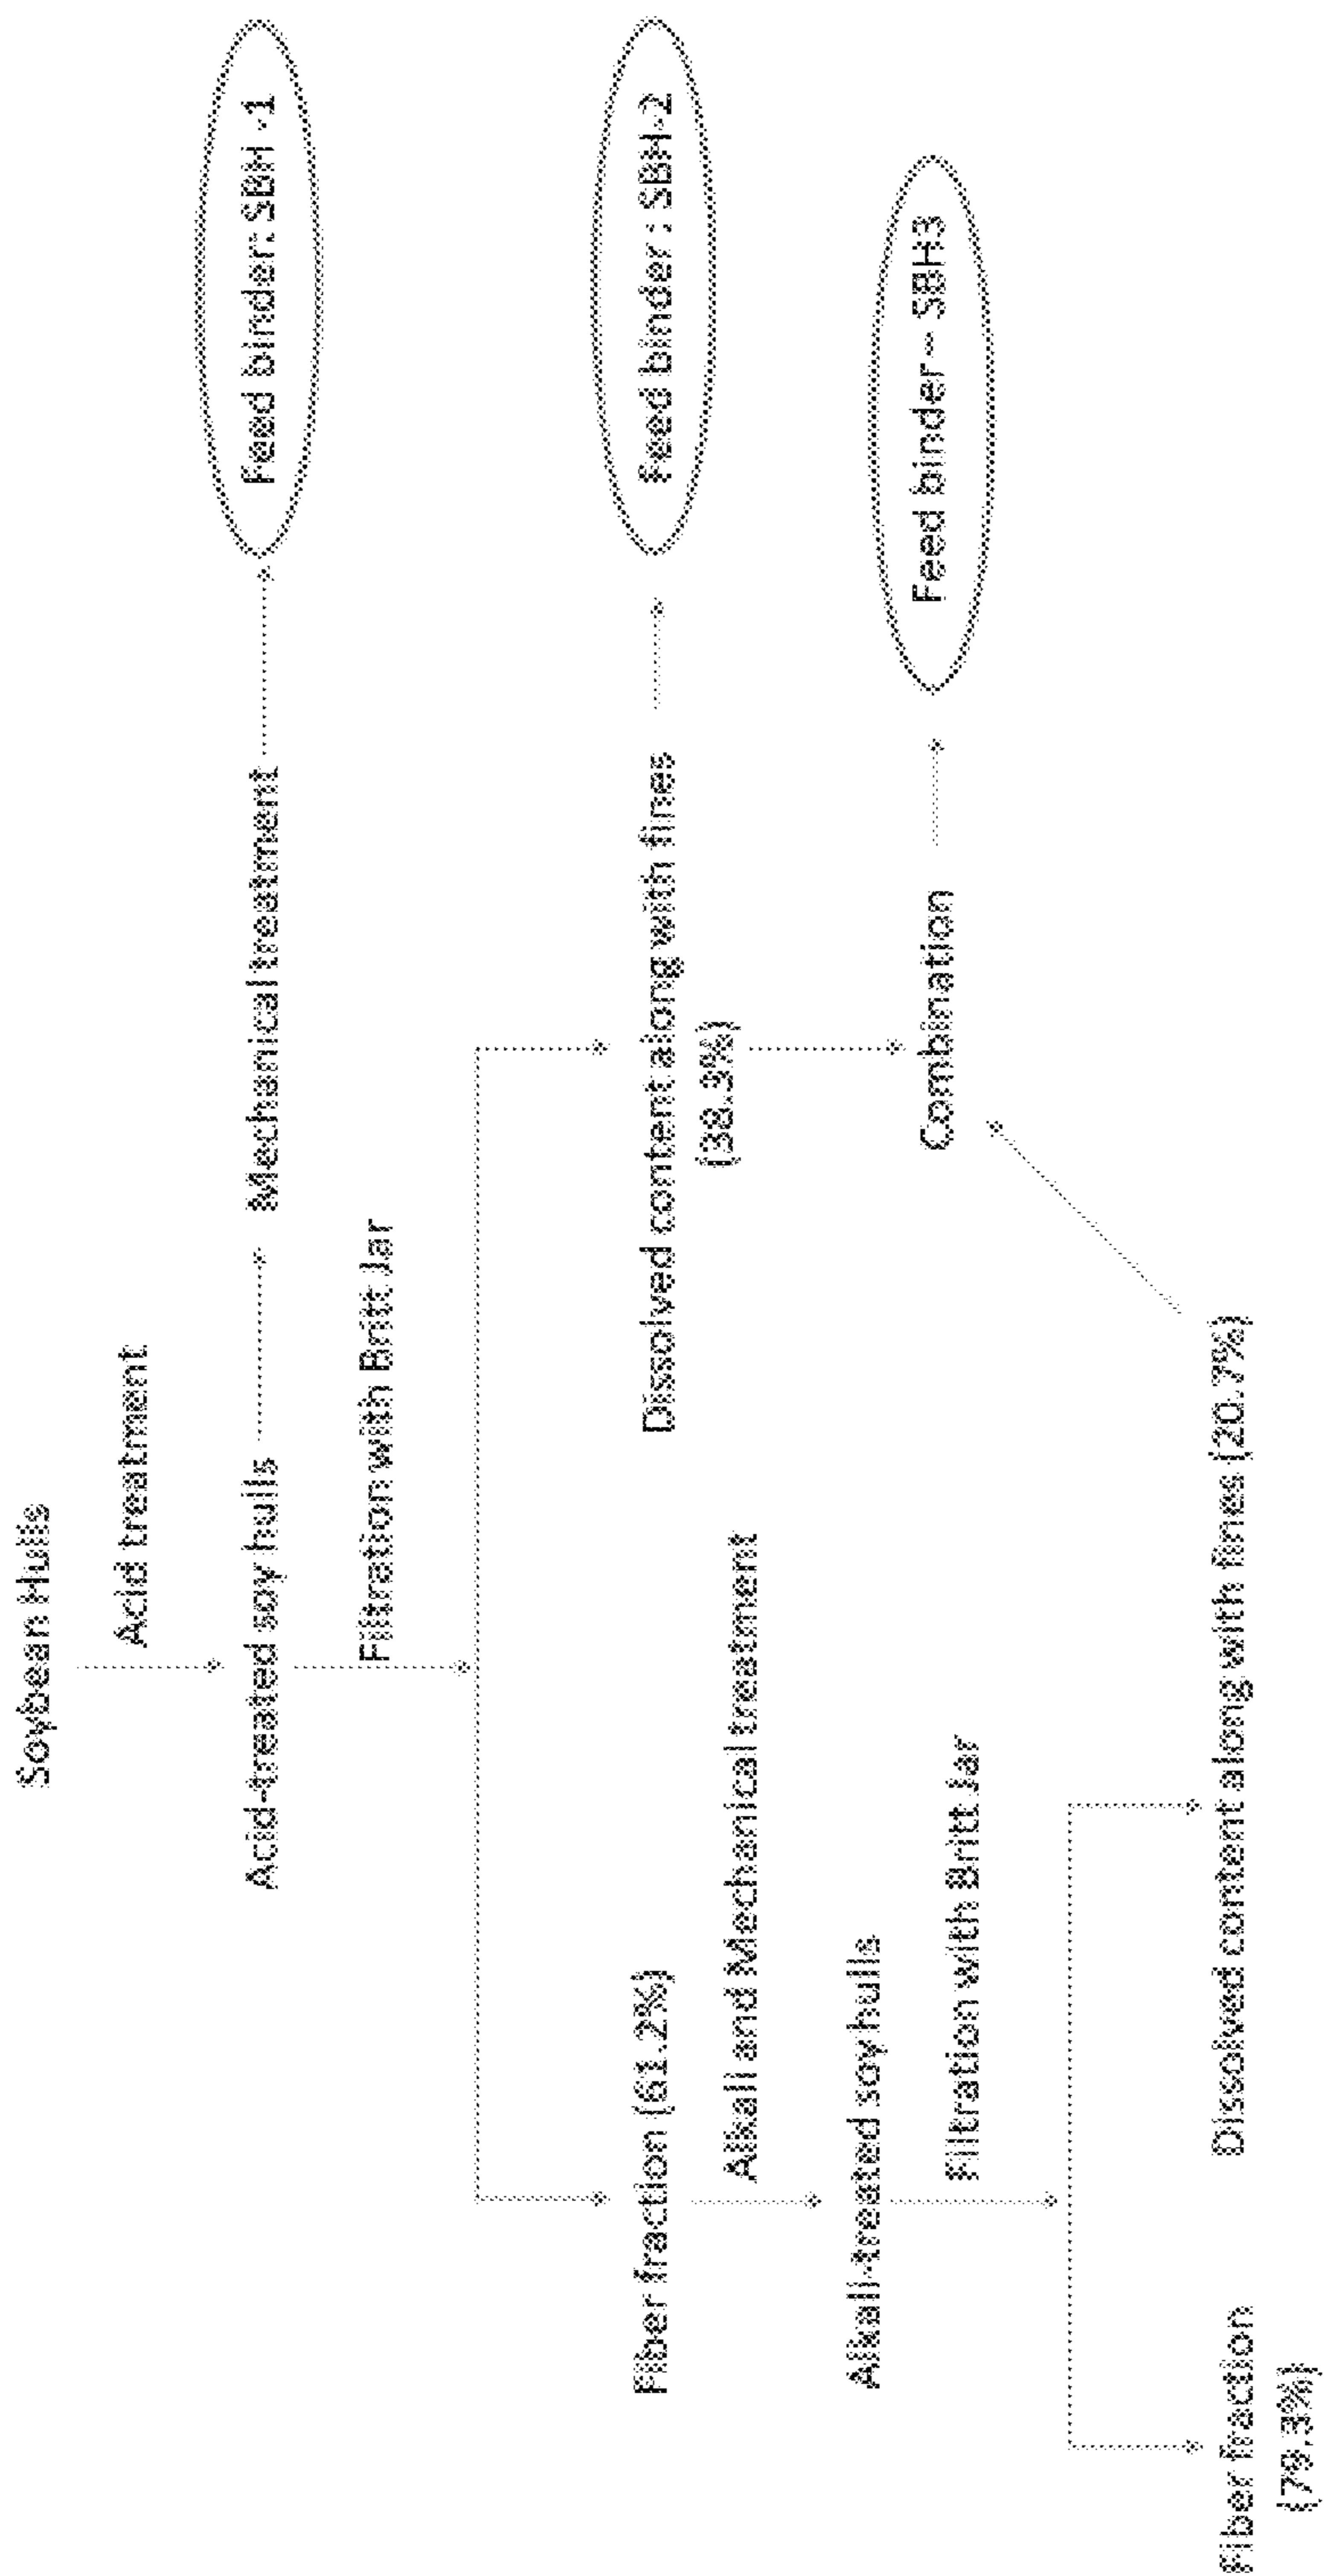 Soybean Hulls
Acid treatment
Acid-treated soy hulls
Mechanical treatment
Feed binder: SBH -1
Filtration with Britt Jar
Fiber fraction (61.2%)
Dissolved content along with fines
(38.9%)
Feed binder : SBH-2
Alkali and Mechanical treatment
Alkali-treated soy hulls
Combination
Feed binder – SBH3
Filtration with Britt Jar
Fiber fraction
(79.3%)
Dissolved content along with fines (20.7%)